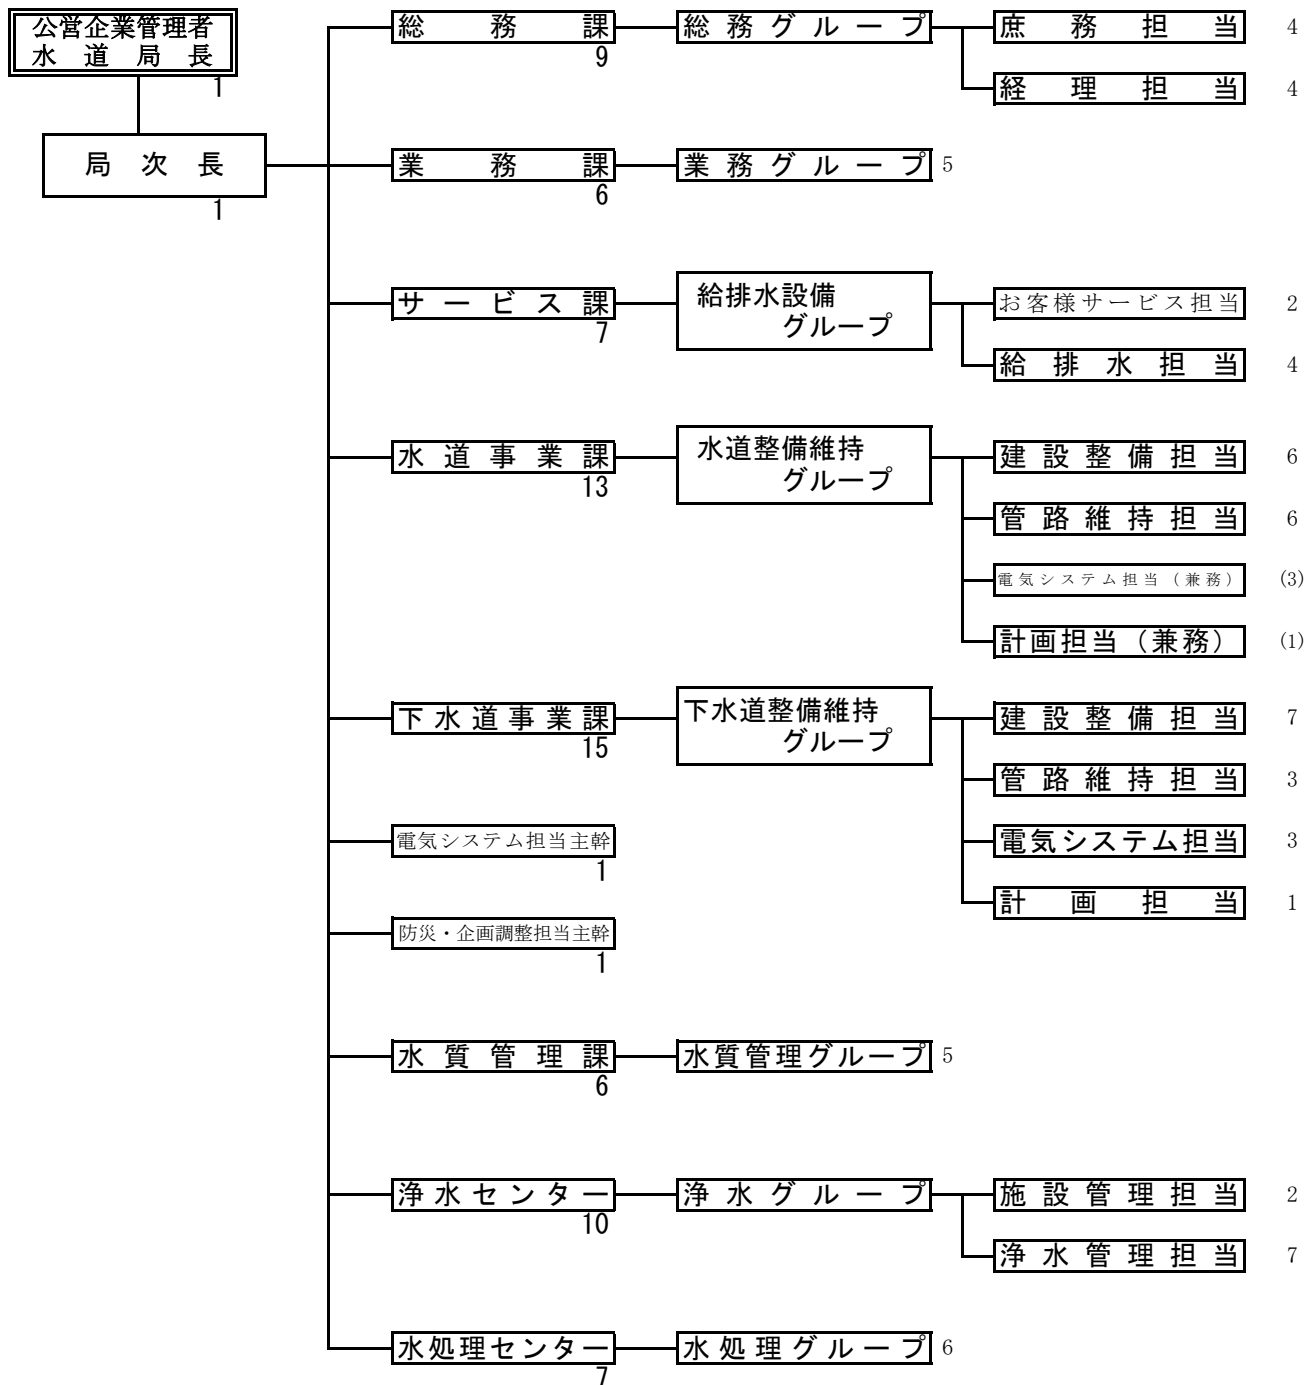 公営企業管理者
水道局長
1
局次長
1
総務課
9
総務グループ
庶務担当 4
経理担当 4
業務課
6
業務グループ 5
サービス課
7
給排水設備
グループ
お客様サービス担当 2
給排水担当 4
水道事業課
13
水道整備維持
グループ
建設整備担当 6
管路維持担当 6
電気システム担当（兼務） (3)
計画担当（兼務） (1)
下水道事業課
15
下水道整備維持
グループ
建設整備担当 7
管路維持担当 3
電気システム担当 3
計画担当 1
電気システム担当主幹
1
防災・企画調整担当主幹
1
水質管理課
6
水質管理グループ 5
浄水センター
10
浄水グループ
施設管理担当 2
浄水管理担当 7
水処理センター
7
水処理グループ 6